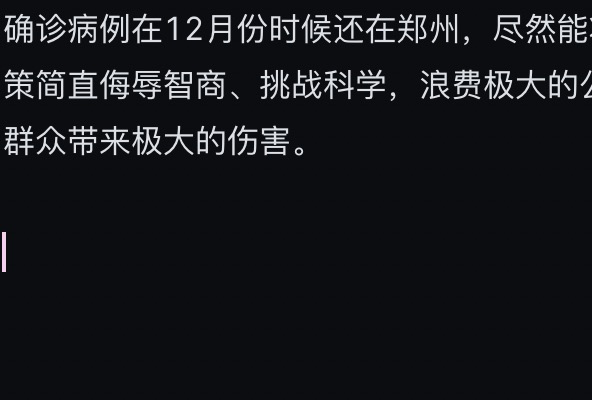 确诊病例在12月份时候还在郑州，尽然能
策简直侮辱智商、挑战科学，浪费极大的
群众带来极大的伤害。